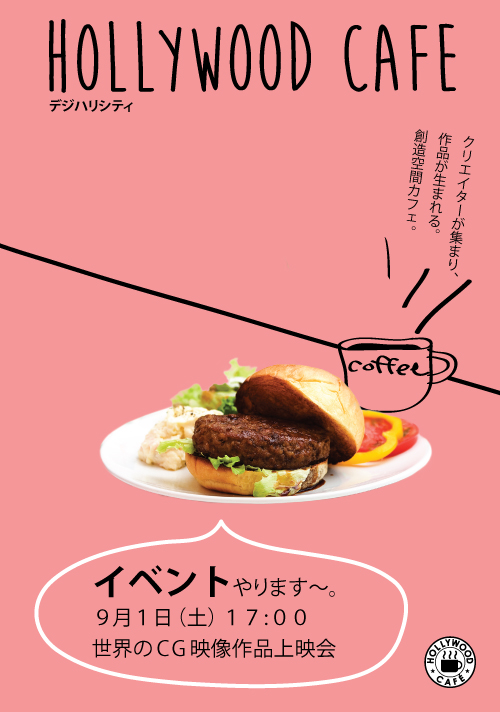 HOLLYWOOD CAFE
デジハリシティ
クリエイターが集まり、
作品が生まれる。
創造空間カフェ。
coffee
イベントやります〜。
９月１日（土）１７:００
世界のＣＧ映像作品上映会
HOLLYWOOD
CAFE